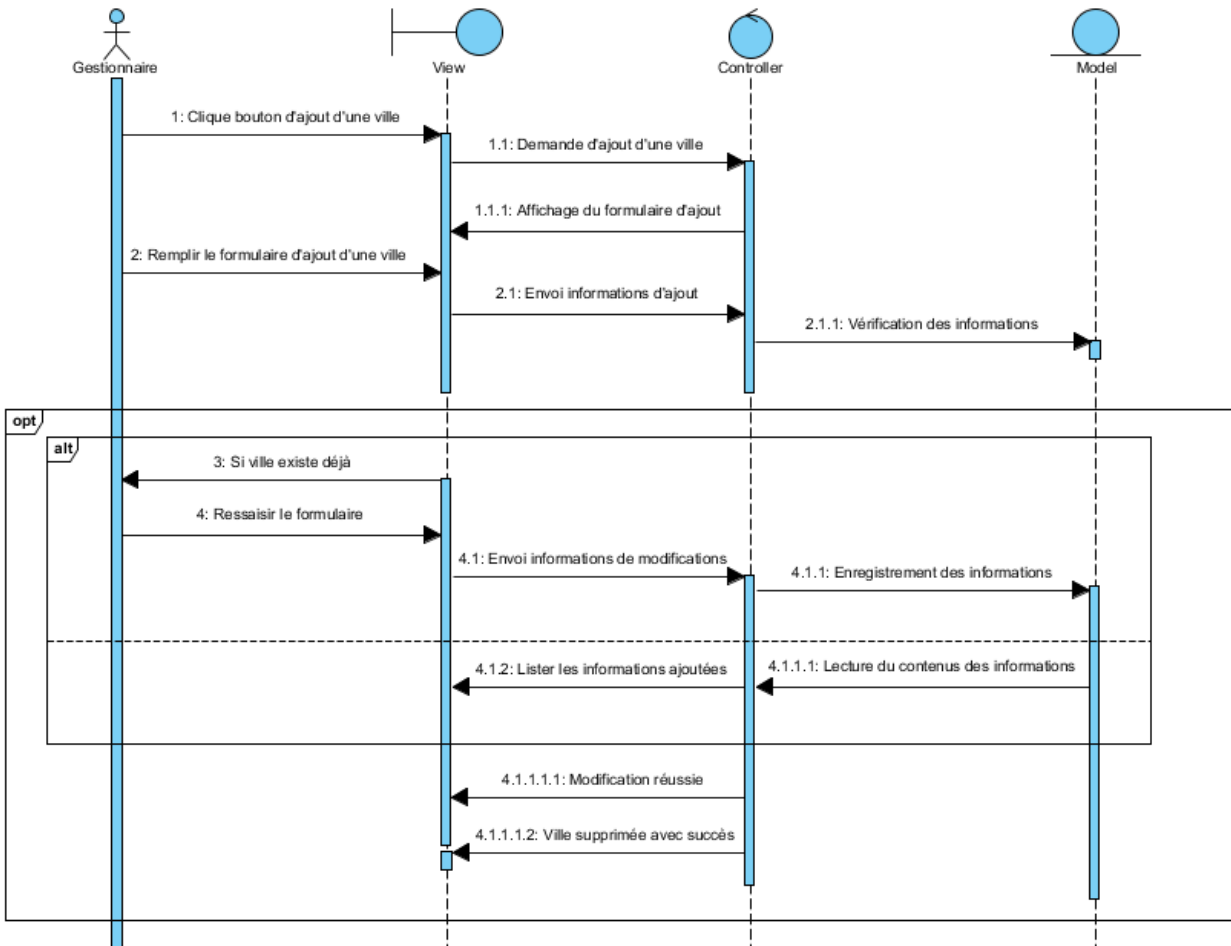 Gestionnaire
View
Controller
Model
1: Clique bouton d'ajout d'une ville
1.1: Demande d'ajout d'une ville
1.1.1: Affichage du formulaire d'ajout
2: Remplir le formulaire d'ajout d'une ville
2.1: Envoi informations d'ajout
2.1.1: Vérification des informations
opt
alt
3: Si ville existe déjà
4: Ressaisir le formulaire
4.1: Envoi informations de modifications
4.1.1: Enregistrement des informations
4.1.2: Lister les informations ajoutées
4.1.1.1: Lecture du contenus des informations
4.1.1.1.1: Modification réussie
4.1.1.1.2: Ville supprimée avec succès